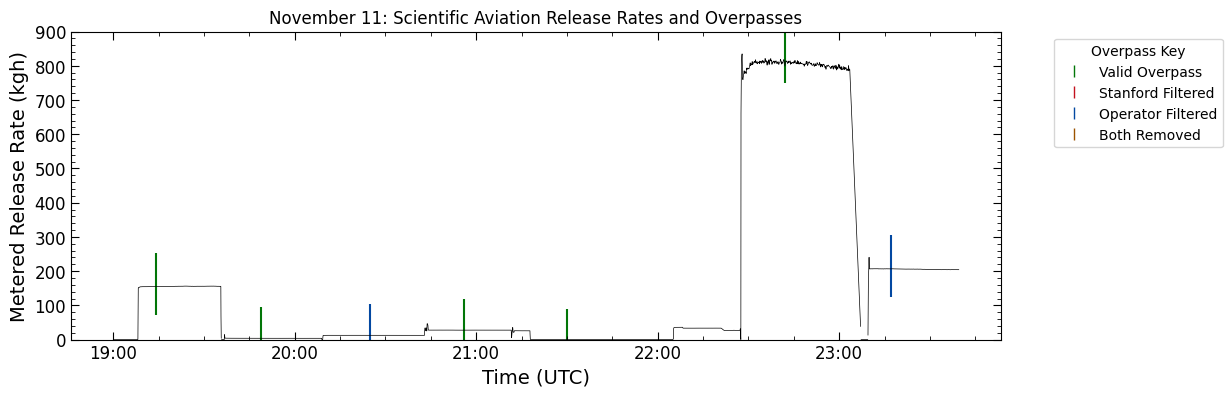 November 11: Scientific Aviation Release Rates and Overpasses
Metered Release Rate (kgh)
900
800
700
600
500
400
300
200
100
0
19:00
20:00
21:00
22:00
23:00
Time (UTC)
Overpass Key
Valid Overpass
Stanford Filtered
Operator Filtered
Both Removed